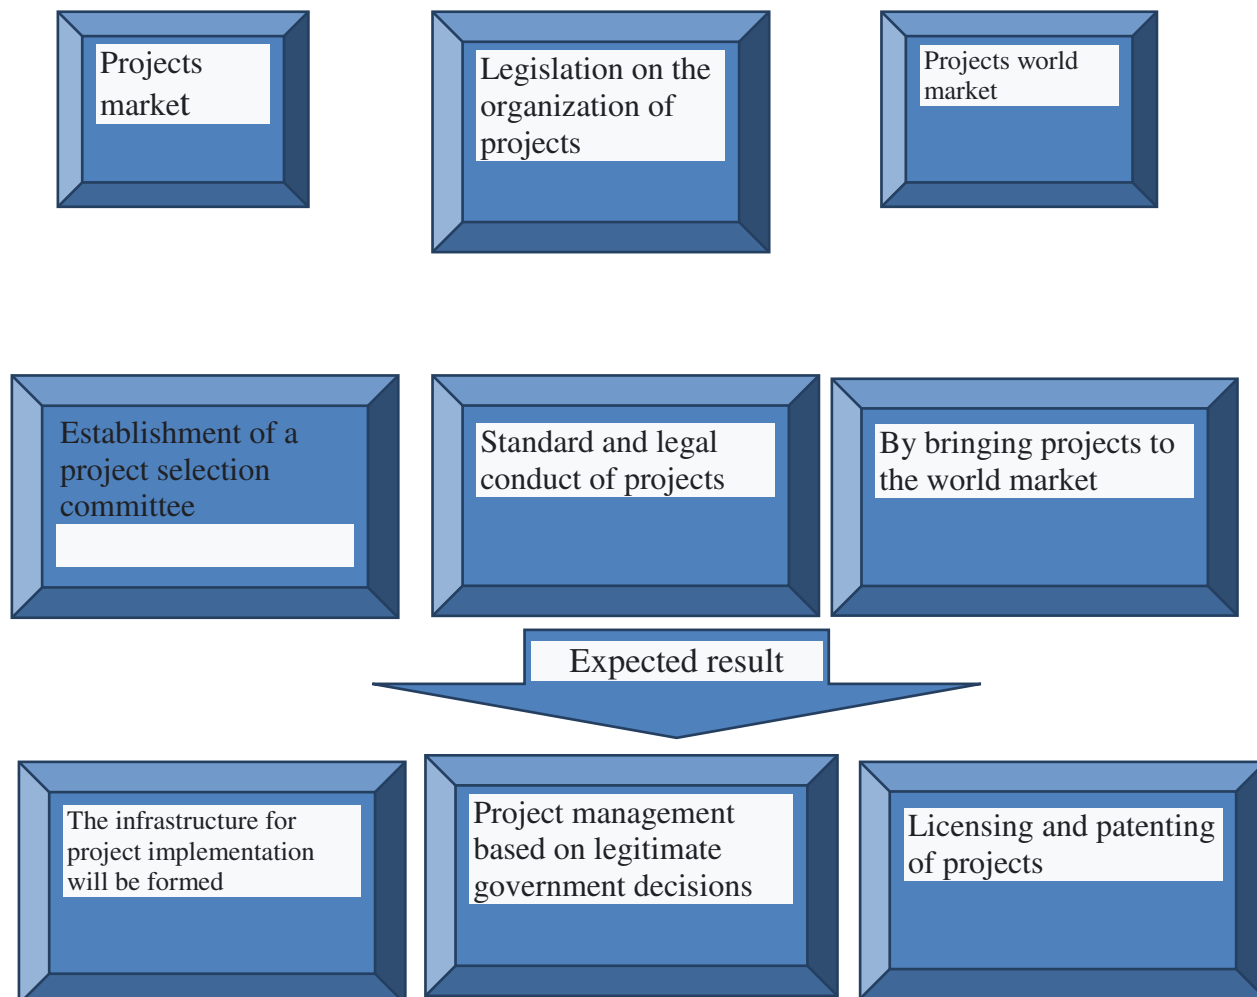 Projects
market
Legislation on the
organization of
projects
Projects world
market
Establishment of a
project selection
committee
Standard and legal
conduct of projects
By bringing projects to
the world market
Expected result
The infrastructure for
project implementation
will be formed
Project management
based on legitimate
government decisions
Licensing and patenting
of projects